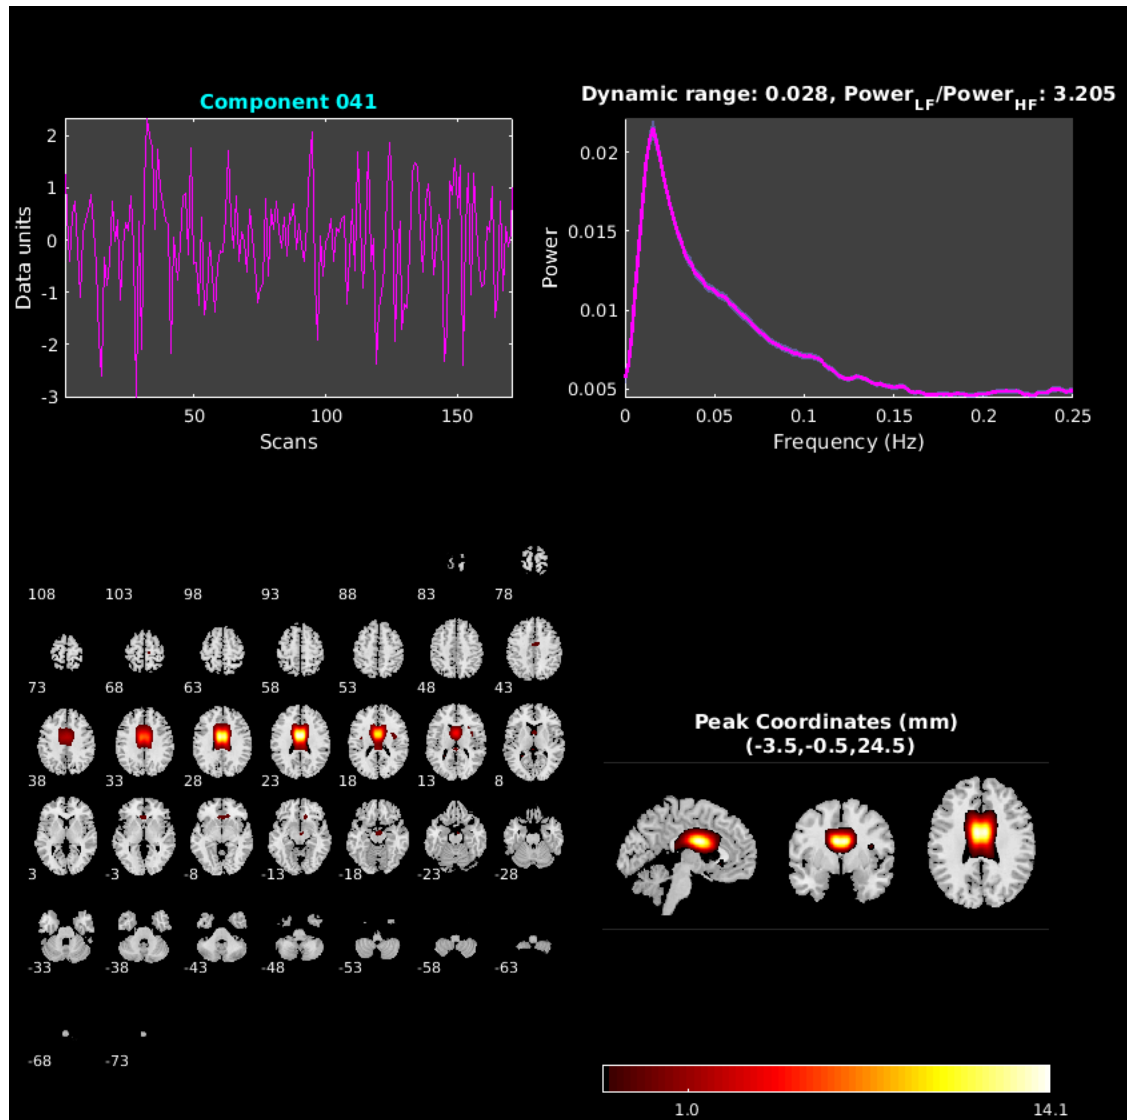 Component 041
Dynamic range: 0.028, Power_LF/Power_HF: 3.205
2
1
0
-1
-2
-3
Data units
50
100
150
Scans
0.02
0.015
0.01
0.005
Power
0
0.05
0.1
0.15
0.2
0.25
Frequency (Hz)
108 103 98 93 88 83 78
73 68 63 58 53 48 43
38 33 28 23 18 13 8
3 -3 -8 -13 -18 -23 -28
-33 -38 -43 -48 -53 -58 -63
-68 -73
Peak Coordinates (mm)
(-3.5,-0.5,24.5)
1.0 14.1